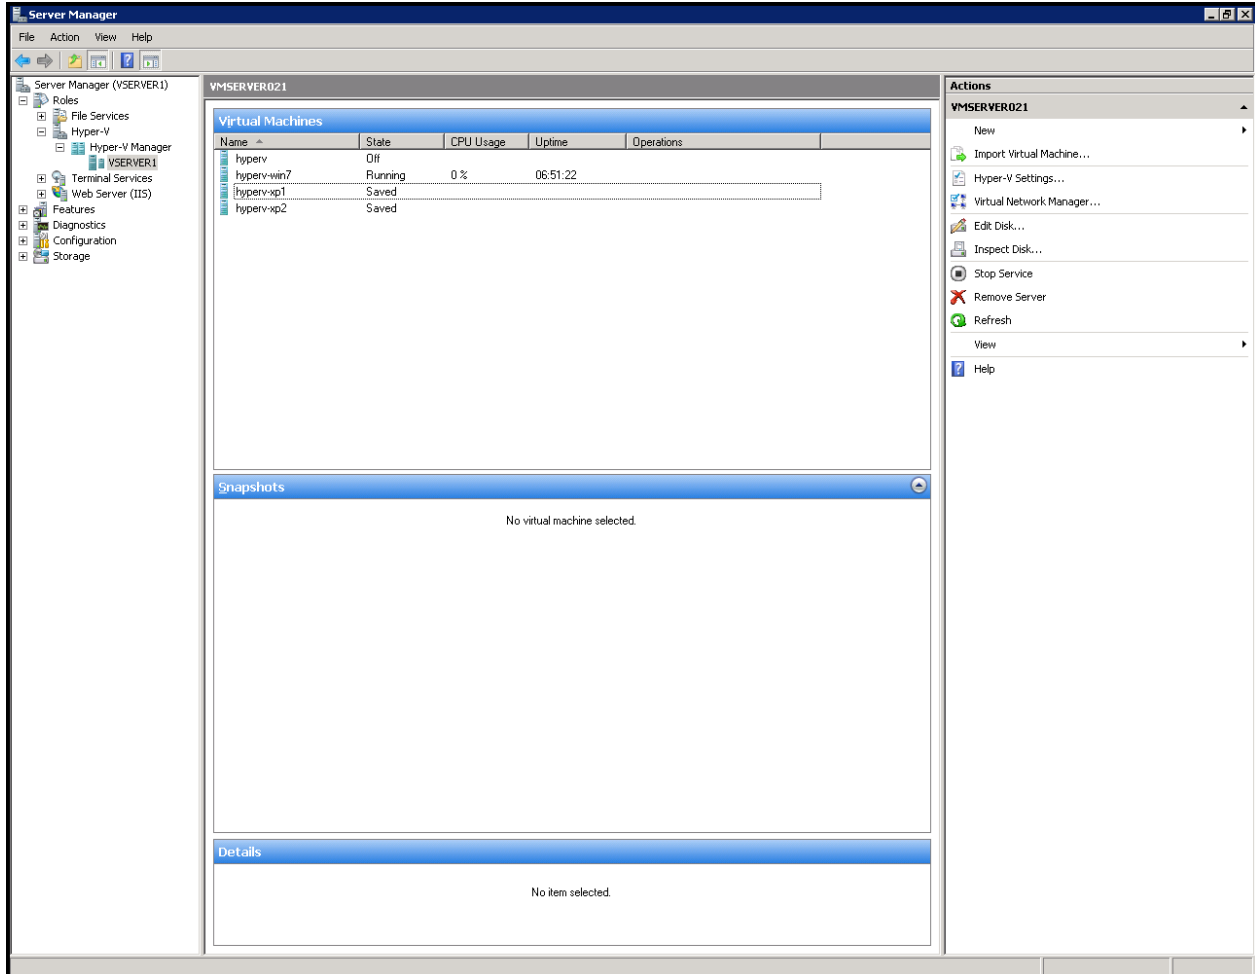 Server Manager
File Action View Help
Server Manager (VSERVER1)
Roles
File Services
Hyper-V
Hyper-V Manager
VSERVER1
Terminal Services
Web Server (IIS)
Features
Diagnostics
Configuration
Storage
VMSERVER021
Virtual Machines
Name State CPU Usage Uptime Operations
hyperv Off
hyperv-win7 Running 0 % 06:51:22
hyperv-xp1 Saved
hyperv-xp2 Saved
Snapshots
No virtual machine selected.
Details
No item selected.
Actions
VMSERVER021
New
Import Virtual Machine...
Hyper-V Settings...
Virtual Network Manager...
Edit Disk...
Inspect Disk...
Stop Service
Remove Server
Refresh
View
Help